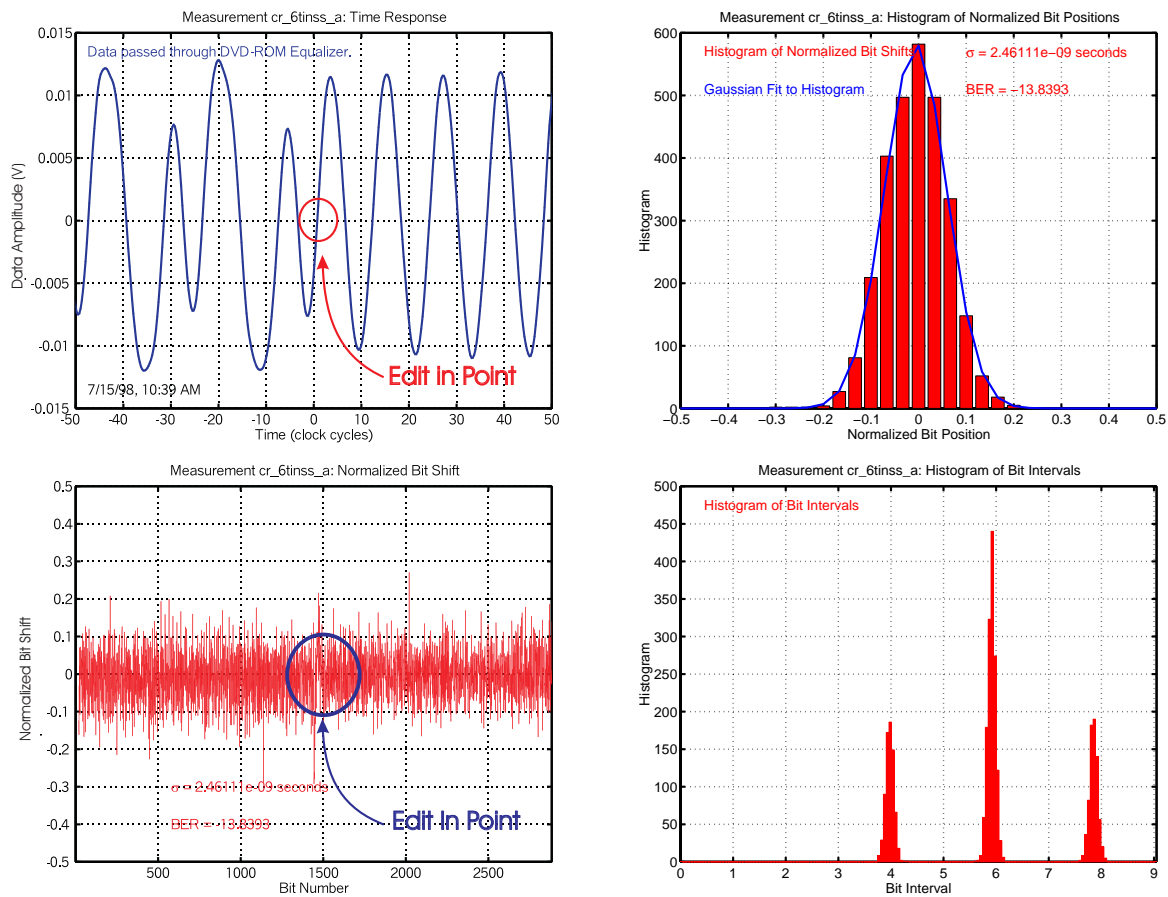 Measurement cr_6tinss_a: Time Response
0.015
0.01
0.005
0
-0.005
-0.01
-0.015
Data Amplitude (V)
Data passed through DVD-ROM Equalizer.
Edit in Point
7/15/98, 10:39 AM
-50 -40 -30 -20 -10 0 10 20 30 40 50
Time (clock cycles)
Measurement cr_6tinss_a: Histogram of Normalized Bit Positions
600
500
400
300
200
100
0
Histogram
Histogram of Normalized Bit Shifts
σ = 2.46111e−09 seconds
Gaussian Fit to Histogram
BER = −13.8393
−0.5 −0.4 −0.3 −0.2 −0.1 0 0.1 0.2 0.3 0.4 0.5
Normalized Bit Position
Measurement cr_6tinss_a: Normalized Bit Shift
0.5
0.4
0.3
0.2
0.1
0
-0.1
-0.2
-0.3
-0.4
-0.5
Normalized Bit Shift
σ = 2.46111e-09 seconds
BER = -13.8393
Edit in Point
500 1000 1500 2000 2500
Bit Number
Measurement cr_6tinss_a: Histogram of Bit Intervals
500
450
400
350
300
250
200
150
100
50
0
Histogram
Histogram of Bit Intervals
0 1 2 3 4 5 6 7 8 9
Bit Interval